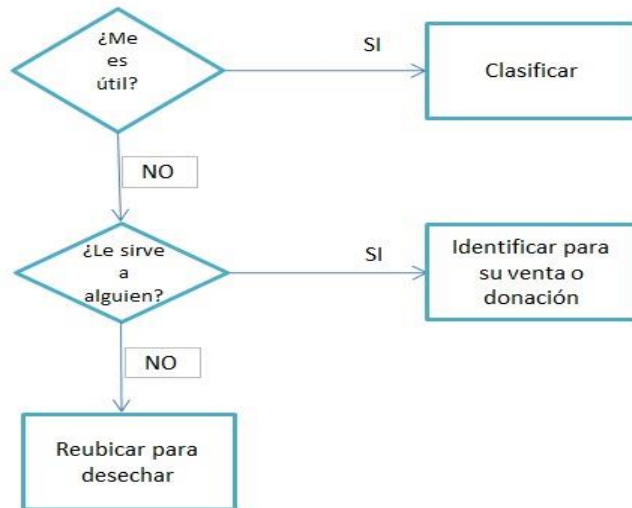 ¿Me
es
útil?
SI
Clasificar
NO
¿Le sirve
a
alguien?
SI
Identificar para
su venta o
donación
NO
Reubicar para
desechar